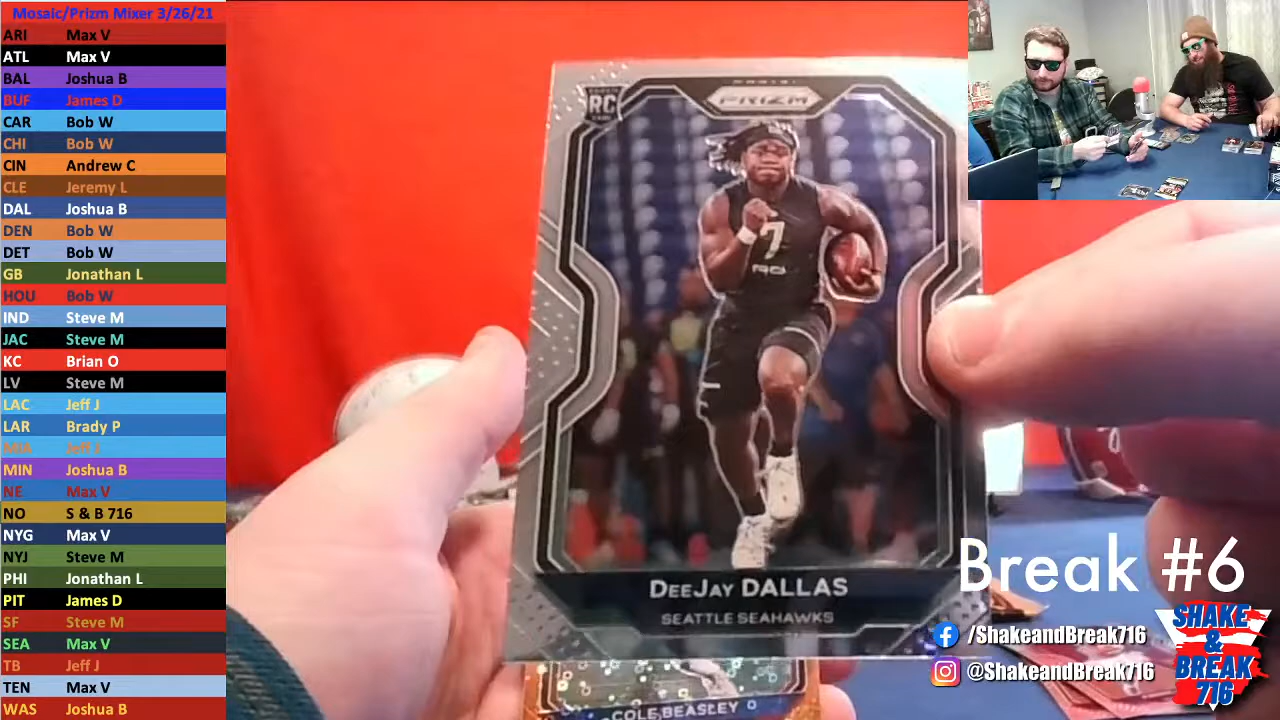 Mosaic/Prizm Mixer 3/26/21
ARI Max V
ATL Max V
BAL Joshua B
BUF James D
CAR Bob W
CHI Bob W
CIN Andrew C
CLE Jeremy L
DAL Joshua B
DEN Bob W
DET Bob W
GB Jonathan L
HOU Bob W
IND Steve M
JAC Steve M
KC Brian O
LV Steve M
LAC Jeff J
LAR Brady P
MIA Jeff J
MIN Joshua B
NE Max V
NO S & B 716
NYG Max V
NYJ Steve M
PHI Jonathan L
PIT James D
SF Steve M
SEA Max V
TB Jeff J
TEN Max V
WAS Joshua B
PANINI
PRIZM
RC
7
DEEJAY DALLAS
SEATTLE SEAHAWKS
COLE BEASLEY
Break #6
/ShakeandBreak716
@ShakeandBreak716
SHAKE
&
BREAK
716